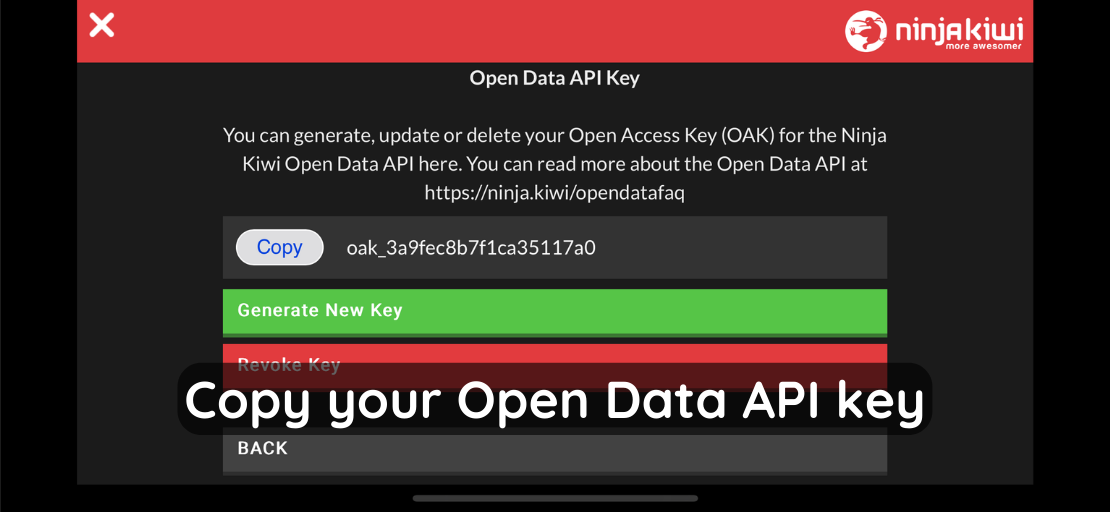 ninjakiwi
more awesomer
Open Data API Key
You can generate, update or delete your Open Access Key (OAK) for the Ninja
Kiwi Open Data API here. You can read more about the Open Data API at
https://ninja.kiwi/opendatafaq
Copy oak_3a9fec8b7f1ca35117a0
Generate New Key
Revoke Key
Copy your Open Data API key
BACK